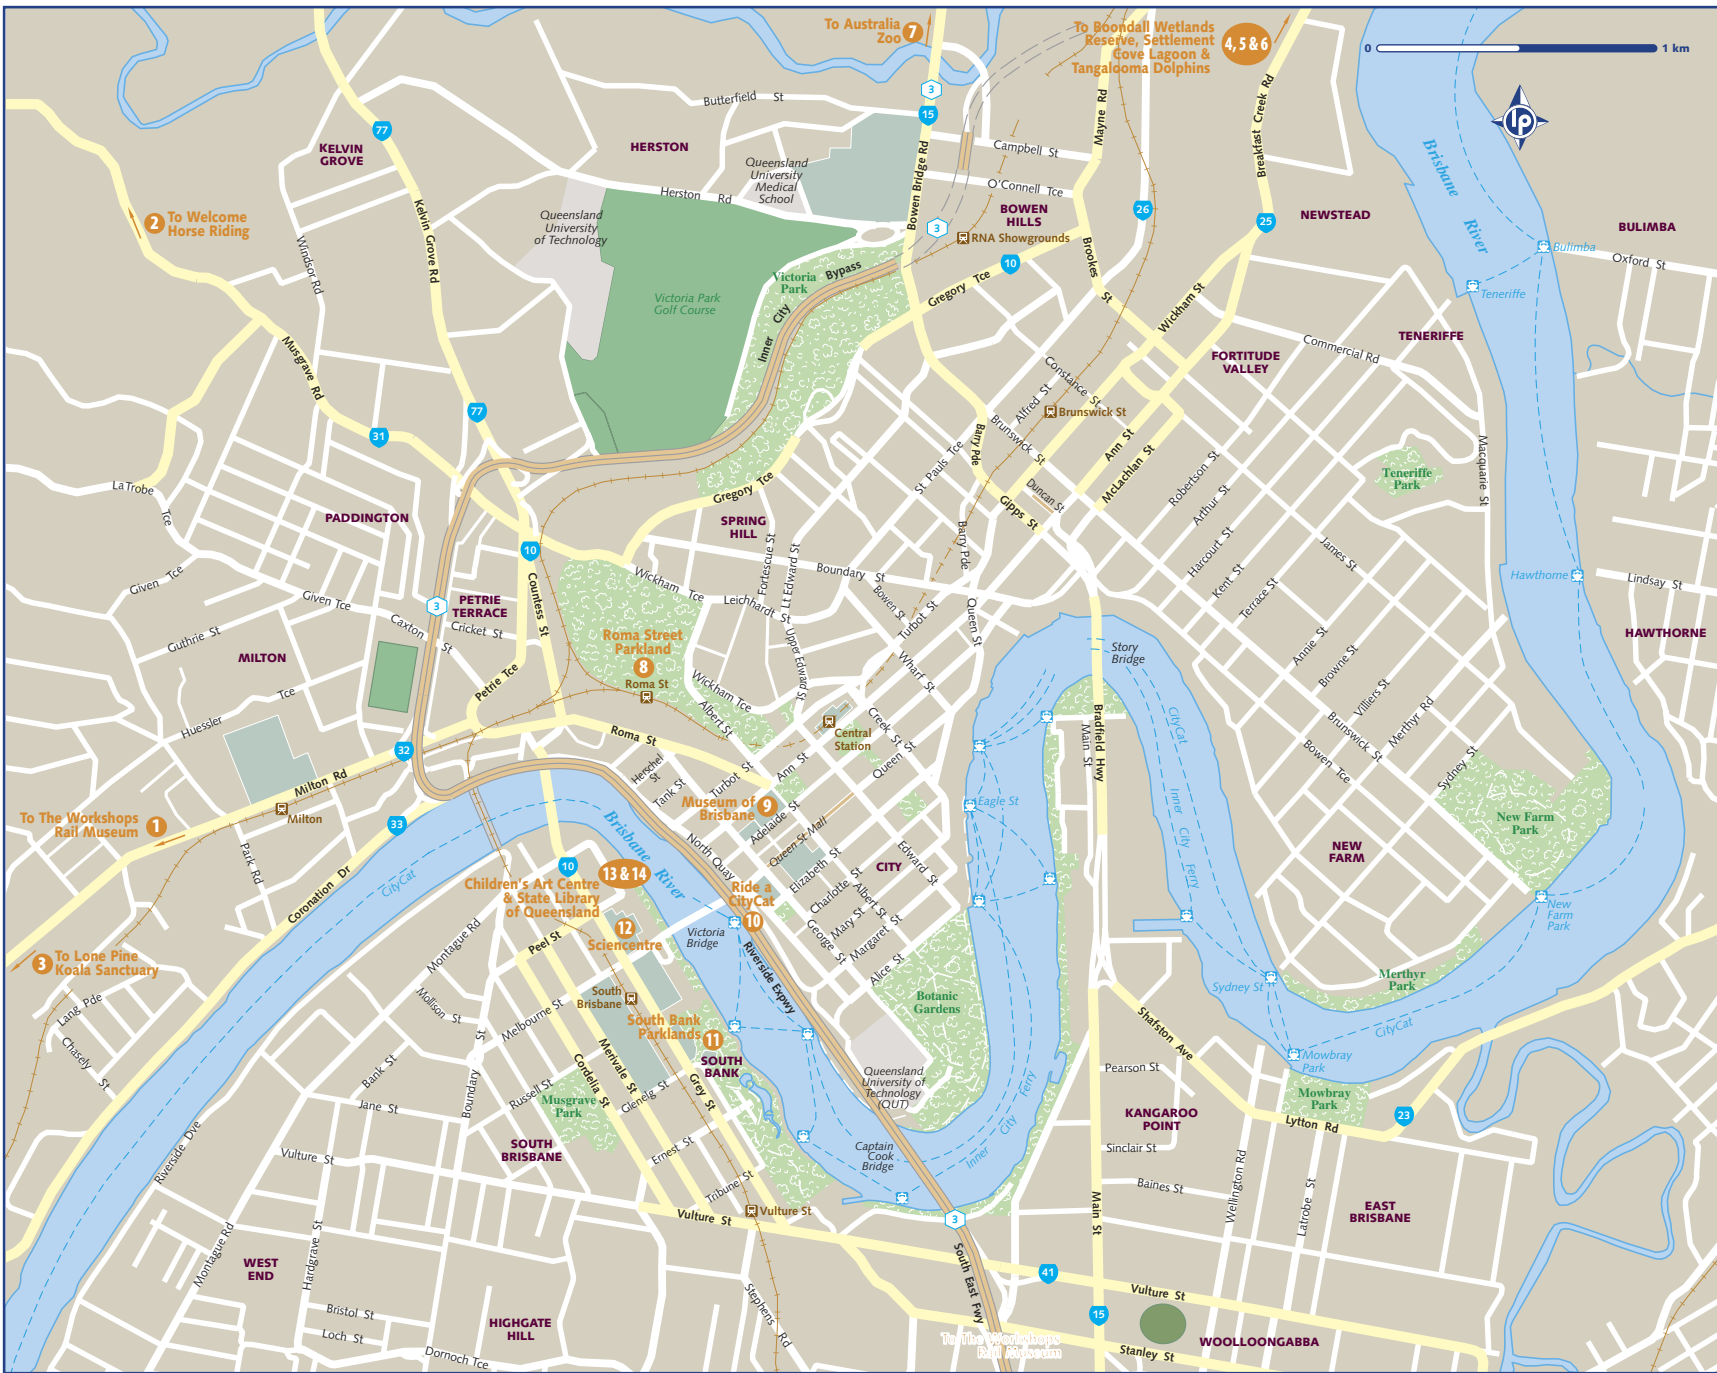 To Australia
Zoo
7
To Boondall Wetlands
Reserve, Settlement
Cove Lagoon &
Tangalooma Dolphins
4, 5 & 6
0
1 km
lp
3
15
77
Butterfield St
KELVIN
GROVE
HERSTON
Queensland
University
Medical
School
Campbell St
Mayne Rd
Breakfast Creek Rd
Brisbane
River
Herston Rd
Bowen Bridge Rd
O'Connell Tce
BOWEN
HILLS
26
25
NEWSTEAD
BULIMBA
2
To Welcome
Horse Riding
Kelvin Grove Rd
Queensland
University
of Technology
3
RNA Showgrounds
Bulimba
Oxford St
Windsor Rd
Victoria
Park
Bypass
City
Inner
10
Gregory Tce
Brookes
St
Wickham St
Teneriffe
Victoria Park
Golf Course
TENERIFFE
Commercial Rd
FORTITUDE
VALLEY
Musgrave Rd
Constance St
Alfred St
Brunswick St
Brunswick St
77
31
Barry Pde
St Pauls Tce
Ann St
McLachlan St
Robertson St
Arthur St
Teneriffe
Park
Macquarie St
La Trobe
Tce
PADDINGTON
Gregory Tce
SPRING
HILL
Gipps St
Duncan St
Barry Pde
Harcourt St
Kent St
James St
Terrace St
Hawthorne
Lindsay St
HAWTHORNE
10
Given Tce
Given Tce
3
PETRIE
TERRACE
Countess St
Wickham Tce
Fortescue St
Lt Edward St
Boundary St
Leichhardt St
Bowen St
Turbot St
Queen St
Guthrie St
Caxton
St
Cricket St
Roma Street
Parkland
8
Roma St
Upper Edward St
Wharf St
Story
Bridge
Annie St
Browne St
MILTON
Huessler
Tce
Petrie Tce
Wickham Tce
Albert St
Villiers St
Merthyr Rd
Brunswick St
Bowen Tce
Sydney St
Roma St
Central
Station
Creek St
Queen St
Bradfield Hwy
Main St
CityCat
32
Milton Rd
Herschel
St
Tank St
Turbot St
Ann St
Milton
33
To The Workshops
Rail Museum
1
Museum of
Brisbane
9
Adelaide St
Queen St Mall
Eagle St
Inner City Ferry
New Farm
Park
NEW
FARM
Park Rd
Coronation Dr
CityCat
10
Brisbane
River
North Quay
Elizabeth St
CITY
Edward St
Children's Art Centre
& State Library
of Queensland
13 & 14
Ride a
CityCat
10
Charlotte St
Albert St
Mary St
George St
Margaret St
Alice St
New
Farm
Park
12
Sciencentre
Victoria
Bridge
Montague Rd
Peel St
3
To Lone Pine
Koala Sanctuary
Lang Pde
Mollison St
Melbourne St
South
Brisbane
Riverside Expwy
Botanic
Gardens
Sydney St
Merthyr
Park
CityCat
South Bank
Parklands
11
SOUTH
BANK
Shafston Ave
Mowbray
Park
Chasely St
Bank St
Boundary St
Merivale St
Cordelia St
Grey St
Russell St
Glenelg St
Musgrave
Park
Queensland
University of
Technology
(QUT)
Pearson St
Mowbray
Park
23
Jane St
KANGAROO
POINT
Lytton Rd
Riverside Dve
SOUTH
BRISBANE
Ernest St
Captain
Cook
Bridge
Inner City Ferry
Sinclair St
Vulture St
Tribune St
Baines St
Wellington Rd
Latrobe St
EAST
BRISBANE
Montague Rd
Hardgrave St
Vulture St
Vulture St
3
Main St
WEST
END
South East Fwy
41
Vulture St
Bristol St
Loch St
HIGHGATE
HILL
Stephens Rd
15
WOOLLOONGABBA
Dornoch Tce
To The Workshops
Rail Museum
Stanley St